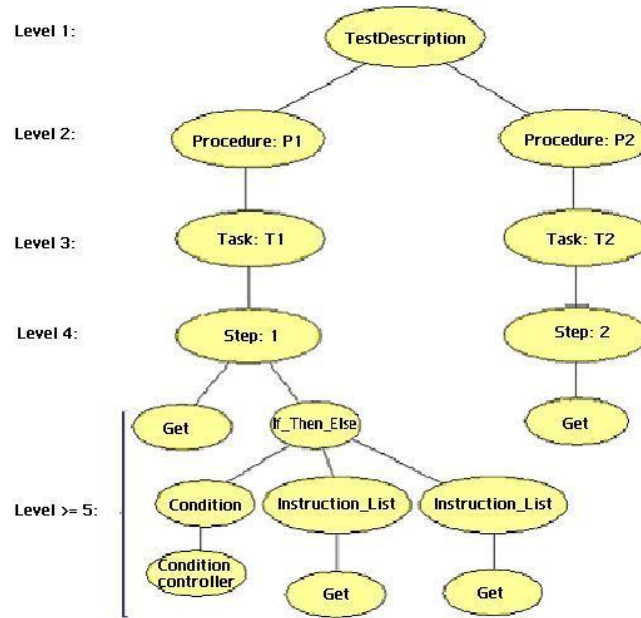 Level 1:
TestDescription
Level 2:
Procedure: P1
Procedure: P2
Level 3:
Task: T1
Task: T2
Level 4:
Step: 1
Step: 2
Get
If_Then_Else
Get
Level >= 5:
Condition
Instruction_List
Instruction_List
Condition
controller
Get
Get